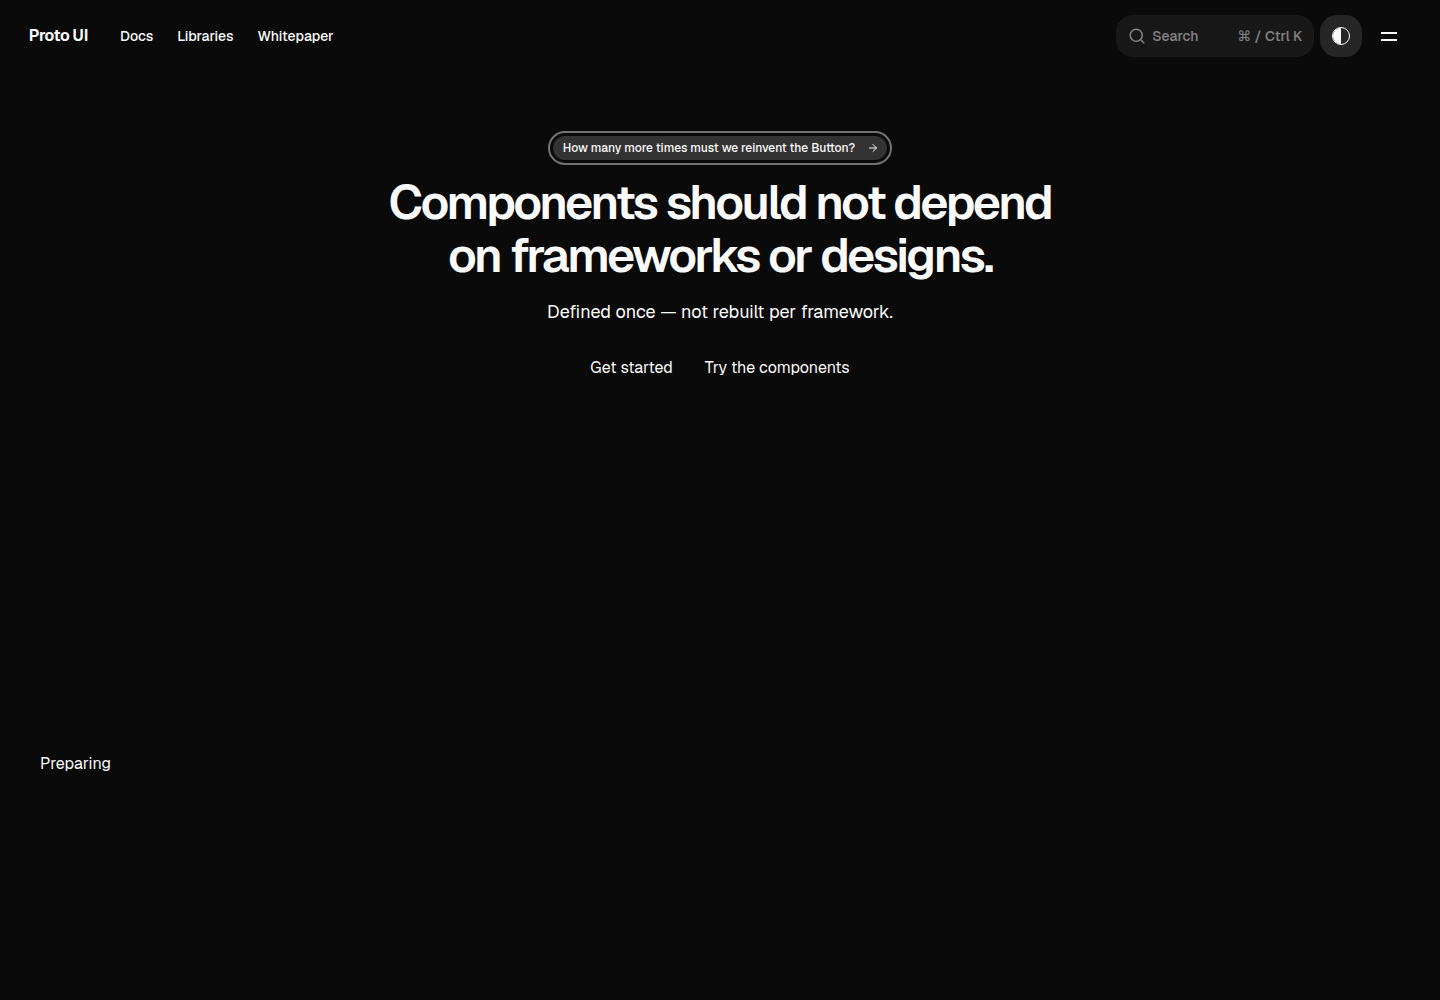 Proto UI Docs Libraries Whitepaper Search ⌘ / Ctrl K
How many more times must we reinvent the Button? →
Components should not depend
on frameworks or designs.
Defined once — not rebuilt per framework.
Get started Try the components
Preparing